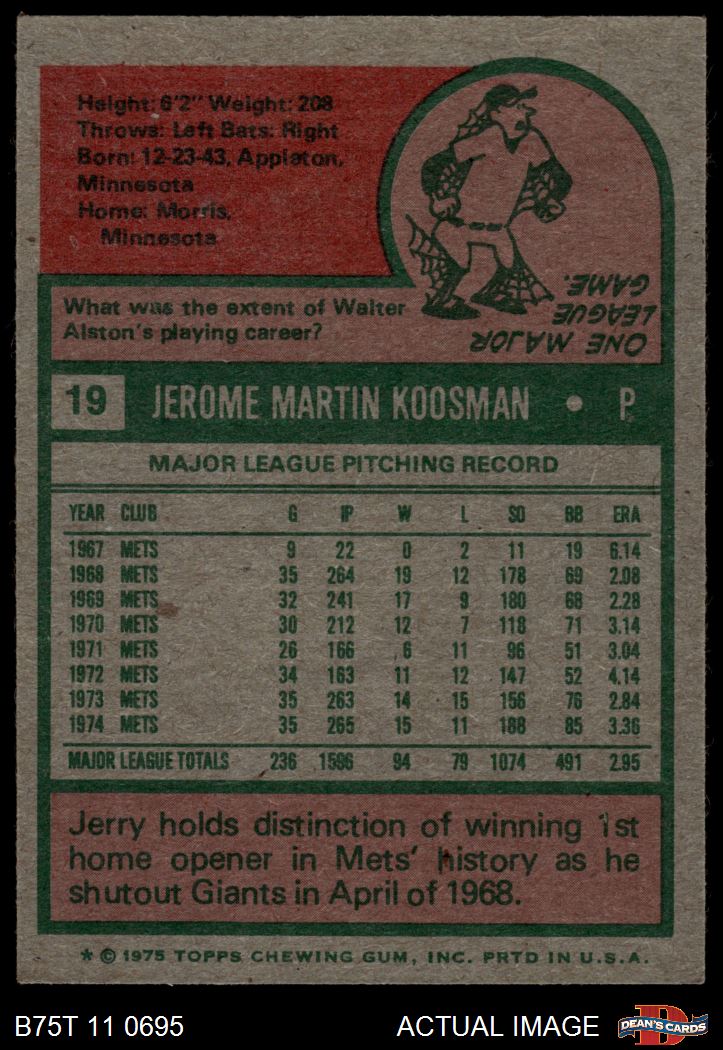 Height: 6'2" Weight: 208
Throws: Left Bats: Right
Born: 12-23-43, Appleton,
Minnesota
Home: Morris,
Minnesota
What was the extent of Walter
Alston's playing career?
ONE MAJOR
LEAGUE
GAME.
19 JEROME MARTIN KOOSMAN • P.
MAJOR LEAGUE PITCHING RECORD
YEAR CLUB G IP W L SO BB ERA
1967 METS 9 22 0 2 11 19 6.14
1968 METS 35 264 19 12 178 69 2.08
1969 METS 32 241 17 9 180 68 2.28
1970 METS 30 212 12 7 118 71 3.14
1971 METS 26 166 6 11 96 51 3.04
1972 METS 34 163 11 12 147 52 4.14
1973 METS 35 263 14 15 156 76 2.84
1974 METS 35 265 15 11 188 85 3.36
MAJOR LEAGUE TOTALS 236 1596 94 79 1074 491 2.95
Jerry holds distinction of winning 1st
home opener in Mets' history as he
shutout Giants in April of 1968.
* © 1975 TOPPS CHEWING GUM, INC. PRTD IN U.S.A.
B75T 11 0695 ACTUAL IMAGE
D
DEAN'S CARDS